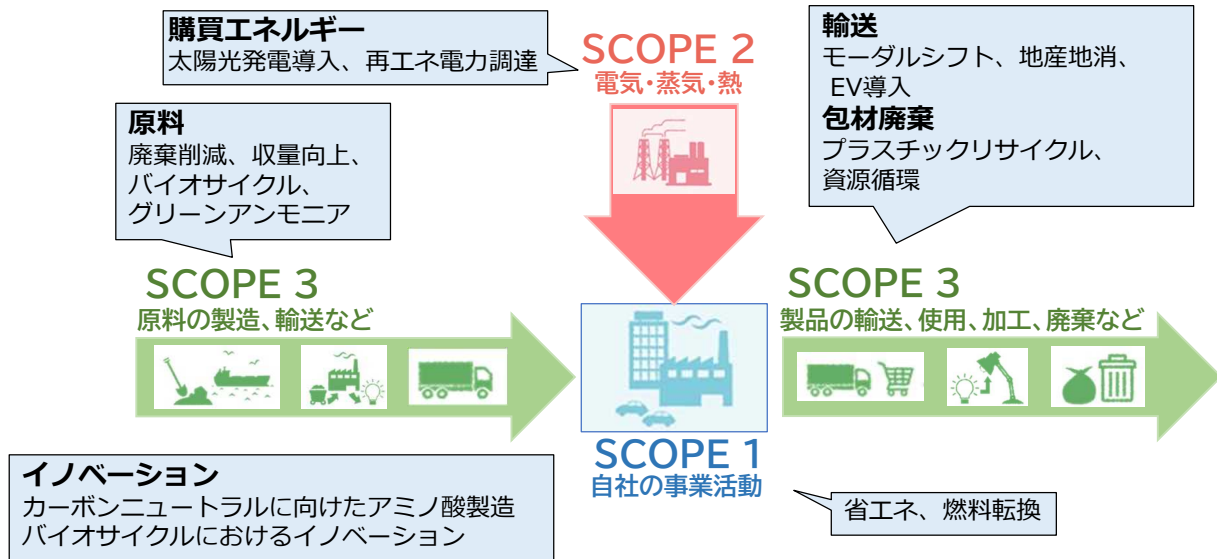 購買エネルギー
太陽光発電導入、再エネ電力調達
SCOPE 2
電気・蒸気・熱
輸送
モーダルシフト、地産地消、
EV導入
包材廃棄
プラスチックリサイクル、
資源循環
原料
廃棄削減、収量向上、
バイオサイクル、
グリーンアンモニア
SCOPE 3
原料の製造、輸送など
SCOPE 3
製品の輸送、使用、加工、廃棄など
SCOPE 1
自社の事業活動
イノベーション
カーボンニュートラルに向けたアミノ酸製造
バイオサイクルにおけるイノベーション
省エネ、燃料転換